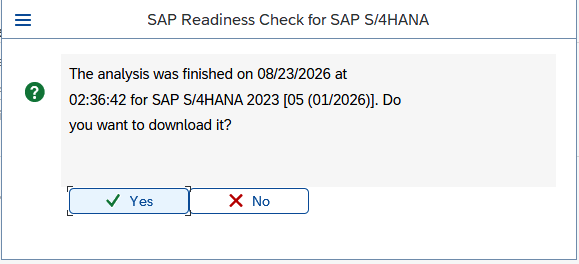 SAP Readiness Check for SAP S/4HANA
The analysis was finished on 08/23/2026 at
02:36:42 for SAP S/4HANA 2023 [05 (01/2026)]. Do
you want to download it?
Yes
No